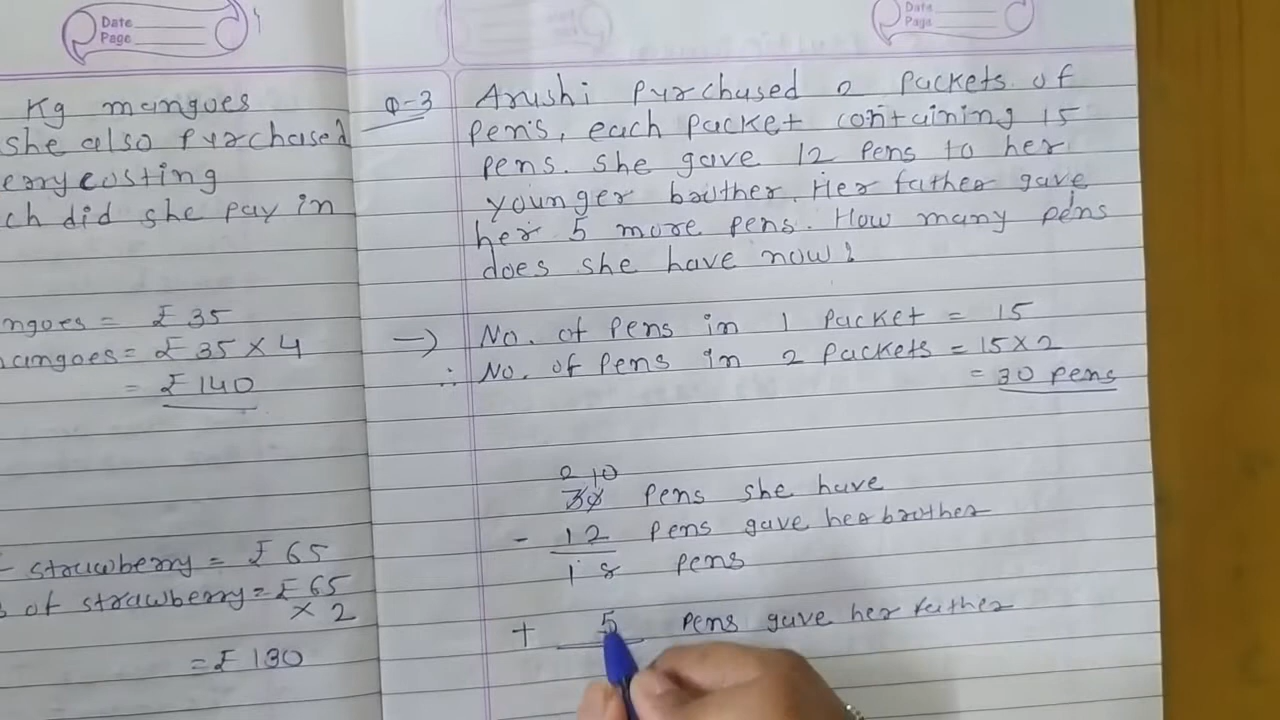 Date
Page
Kg mangoes
she also purchased
erry costing
ch did she pay in
ngoes = ₹ 35
mangoes = ₹ 35 × 4
= ₹ 140
strawberry = ₹ 65
s of strawberry = ₹ 65
× 2
= ₹ 130
Date
Page
Q-3 Arushi purchased 2 packets of
pens, each packet containing 15
pens. She gave 12 pens to her
younger brother. Her father gave
her 5 more pens. How many pens
does she have now?
→ No. of pens in 1 packet = 15
∴ No. of pens in 2 packets = 15 × 2
= 30 pens
2 10
30 pens she have
- 12 pens gave her brother
18 pens
+ 5 pens gave her father